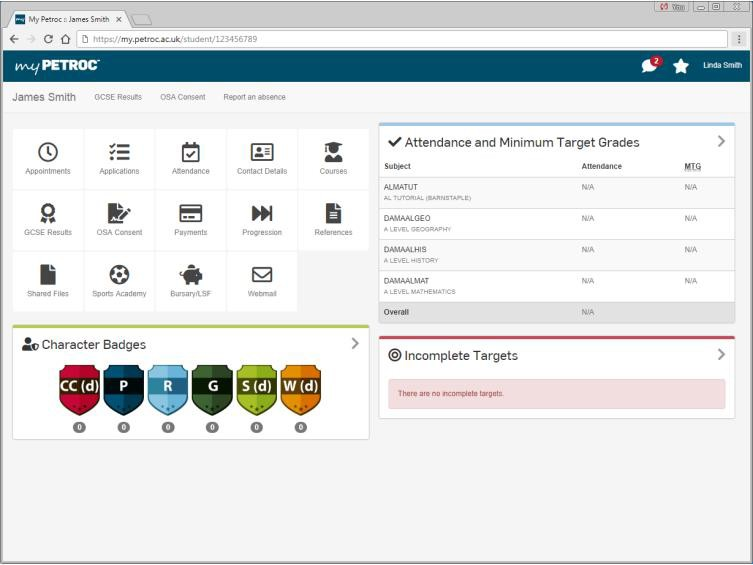 You
My Petroc :: James Smith
https://my.petroc.ac.uk/student/123456789
my PETROC
2
Linda Smith
James Smith GCSE Results OSA Consent Report an absence
Appointments Applications Attendance Contact Details Courses
GCSE Results OSA Consent Payments Progression References
Shared Files Sports Academy Bursary/LSF Webmail
Character Badges
CC (d) P R G S (d) W (d)
0 0 0 0 0 0
Attendance and Minimum Target Grades
Subject Attendance MTG
ALMATUT N/A N/A
AL TUTORIAL (BARNSTAPLE)
DAMAALGEO N/A N/A
A LEVEL GEOGRAPHY
DAMAALHIS N/A N/A
A LEVEL HISTORY
DAMAALMAT N/A N/A
A LEVEL MATHEMATICS
Overall N/A
Incomplete Targets
There are no incomplete targets.